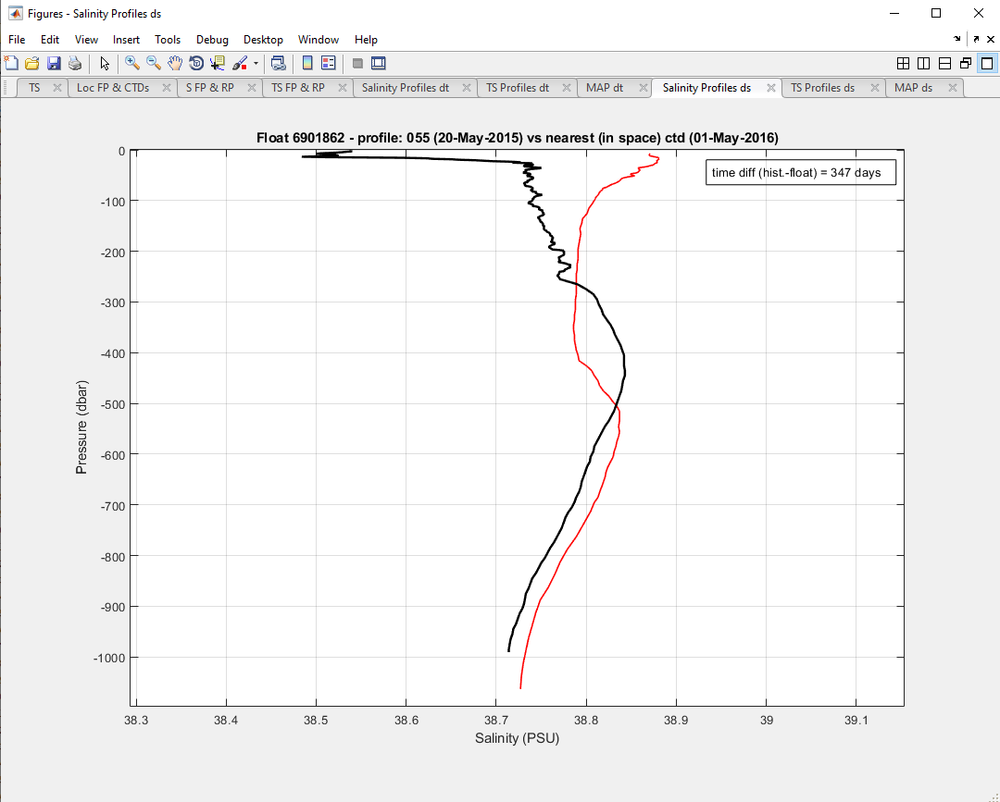 Figures - Salinity Profiles ds
File Edit View Insert Tools Debug Desktop Window Help
TS Loc FP & CTDs S FP & RP TS FP & RP Salinity Profiles dt TS Profiles dt MAP dt Salinity Profiles ds TS Profiles ds MAP ds
Float 6901862 - profile: 055 (20-May-2015) vs nearest (in space) ctd (01-May-2016)
time diff (hist.-float) = 347 days
0
-100
-200
-300
-400
-500
-600
-700
-800
-900
-1000
Pressure (dbar)
38.3 38.4 38.5 38.6 38.7 38.8 38.9 39 39.1
Salinity (PSU)